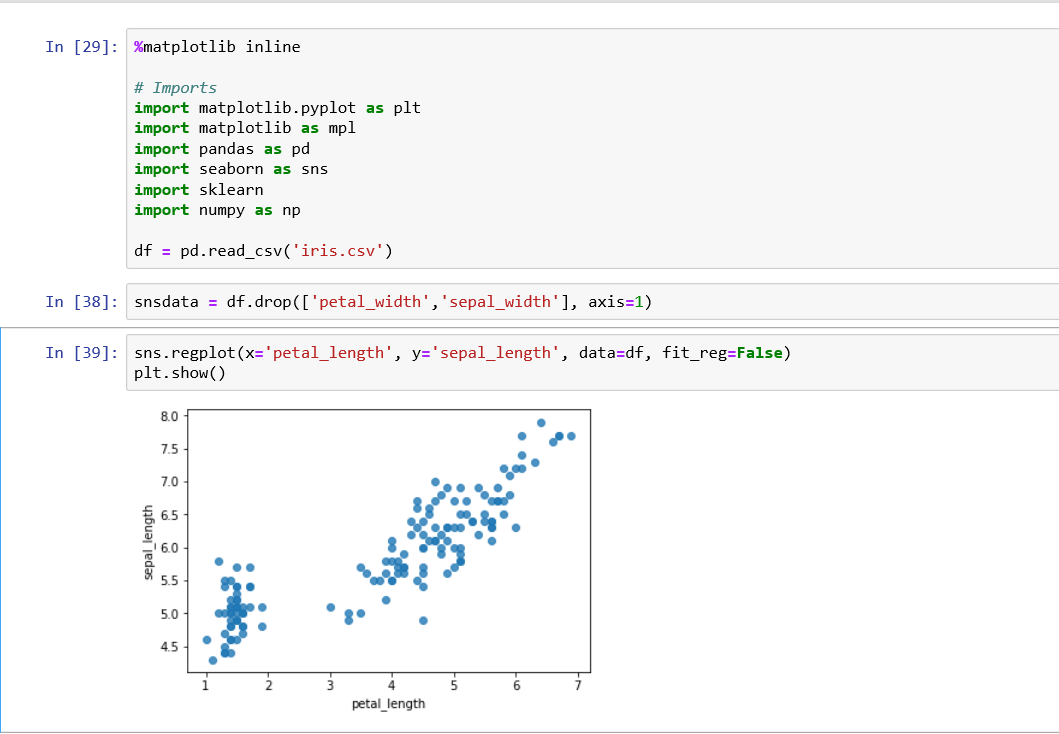 In [29]: %matplotlib inline
# Imports
import matplotlib.pyplot as plt
import matplotlib as mpl
import pandas as pd
import seaborn as sns
import sklearn
import numpy as np
df = pd.read_csv('iris.csv')
In [38]: snsdata = df.drop(['petal_width','sepal_width'], axis=1)
In [39]: sns.regplot(x='petal_length', y='sepal_length', data=df, fit_reg=False)
plt.show()
8.0
7.5
7.0
6.5
6.0
5.5
5.0
4.5
sepal_length
1 2 3 4 5 6 7
petal_length